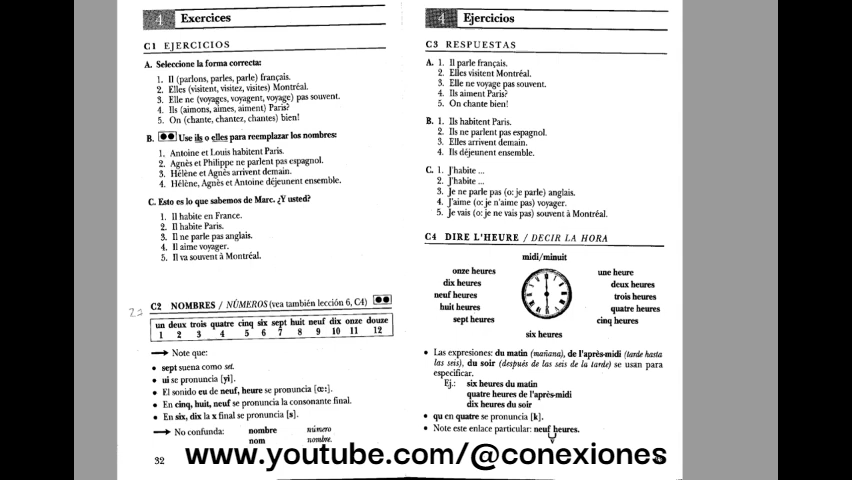 4 Exercices
C1 EJERCICIOS
A. Seleccione la forma correcta:
1. Il (parlons, parles, parle) français.
2. Elles (visitent, visitez, visites) Montréal.
3. Elle ne (voyages, voyagent, voyage) pas souvent.
4. Ils (aimons, aimes, aiment) Paris?
5. On (chante, chantez, chantes) bien!
B. Use ils o elles para reemplazar los nombres:
1. Antoine et Louis habitent Paris.
2. Agnès et Philippe ne parlent pas espagnol.
3. Hélène et Agnès arrivent demain.
4. Hélène, Agnès et Antoine déjeunent ensemble.
C. Esto es lo que sabemos de Marc. ¿Y usted?
1. Il habite en France.
2. Il habite Paris.
3. Il ne parle pas anglais.
4. Il aime voyager.
5. Il va souvent à Montréal.
C2 NOMBRES / NÚMEROS (vea también lección 6, C4)
un deux trois quatre cinq six sept huit neuf dix onze douze
1 2 3 4 5 6 7 8 9 10 11 12
Note que:
• sept suena como set.
• ui se pronuncia [yi].
• El sonido eu de neuf, heure se pronuncia [œ:].
• En cinq, huit, neuf se pronuncia la consonante final.
• En six, dix la x final se pronuncia [s].
No confunda: nombre número
nom nombre.
32
4 Ejercicios
C3 RESPUESTAS
A. 1. Il parle français.
2. Elles visitent Montréal.
3. Elle ne voyage pas souvent.
4. Ils aiment Paris?
5. On chante bien!
B. 1. Ils habitent Paris.
2. Ils ne parlent pas espagnol.
3. Elles arrivent demain.
4. Ils déjeunent ensemble.
C. 1. J'habite ...
2. J'habite ...
3. Je ne parle pas (o: je parle) anglais.
4. J'aime (o: je n'aime pas) voyager.
5. Je vais (o: je ne vais pas) souvent à Montréal.
C4 DIRE L'HEURE / DECIR LA HORA
midi/minuit
onze heures une heure
dix heures deux heures
neuf heures trois heures
huit heures quatre heures
sept heures cinq heures
six heures
• Las expresiones: du matin (mañana), de l'après-midi (tarde hasta
las seis), du soir (después de las seis de la tarde) se usan para
especificar.
Ej.: six heures du matin
quatre heures de l'après-midi
dix heures du soir
• qu en quatre se pronuncia [k].
• Note este enlace particular: neuf heures.
v
www.youtube.com/@conexiones